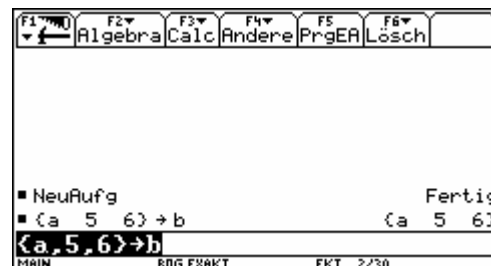 F1 F2 F3 F4 F5 F6
Algebra Calc Andere PrgEA Lösch
NeuAufg Fertig
{a 5 6} → b {a 5 6}
{a,5,6}→b
MAIN BOG EXAKT FKT 2/30